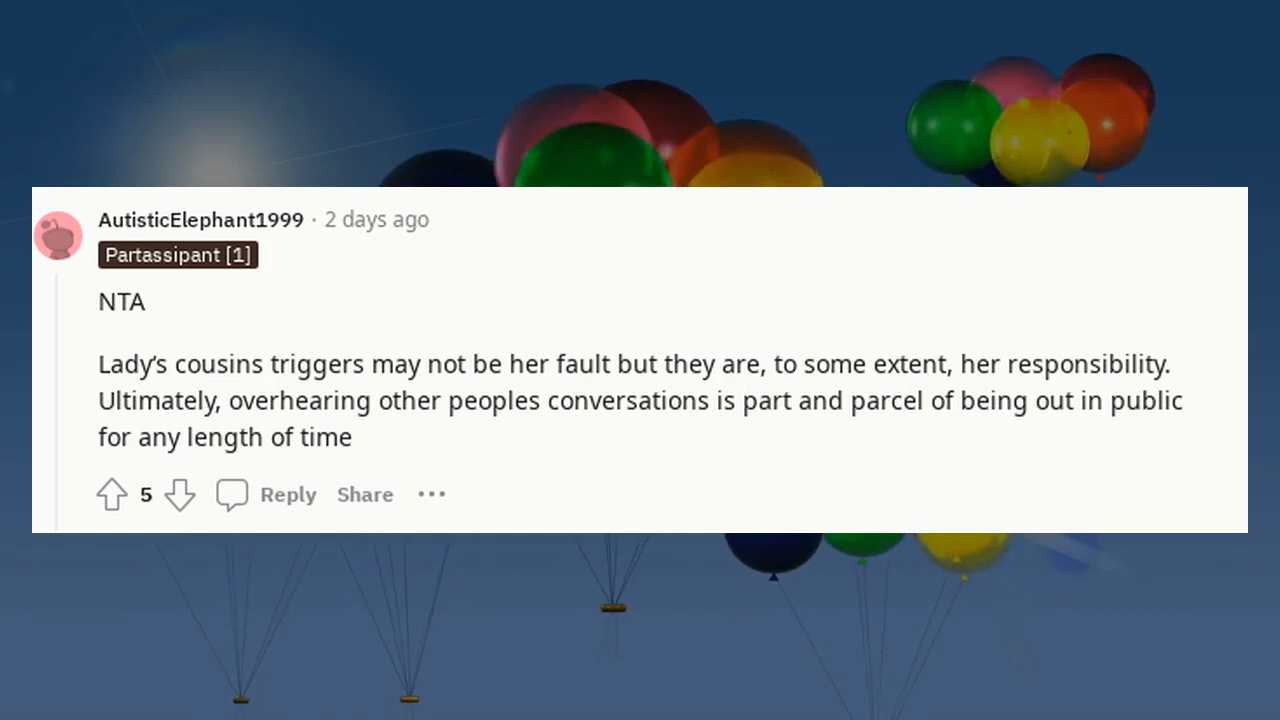 AutisticElephant1999 · 2 days ago
Partassipant [1]
NTA
Lady's cousins triggers may not be her fault but they are, to some extent, her responsibility.
Ultimately, overhearing other peoples conversations is part and parcel of being out in public
for any length of time
5 Reply Share ···